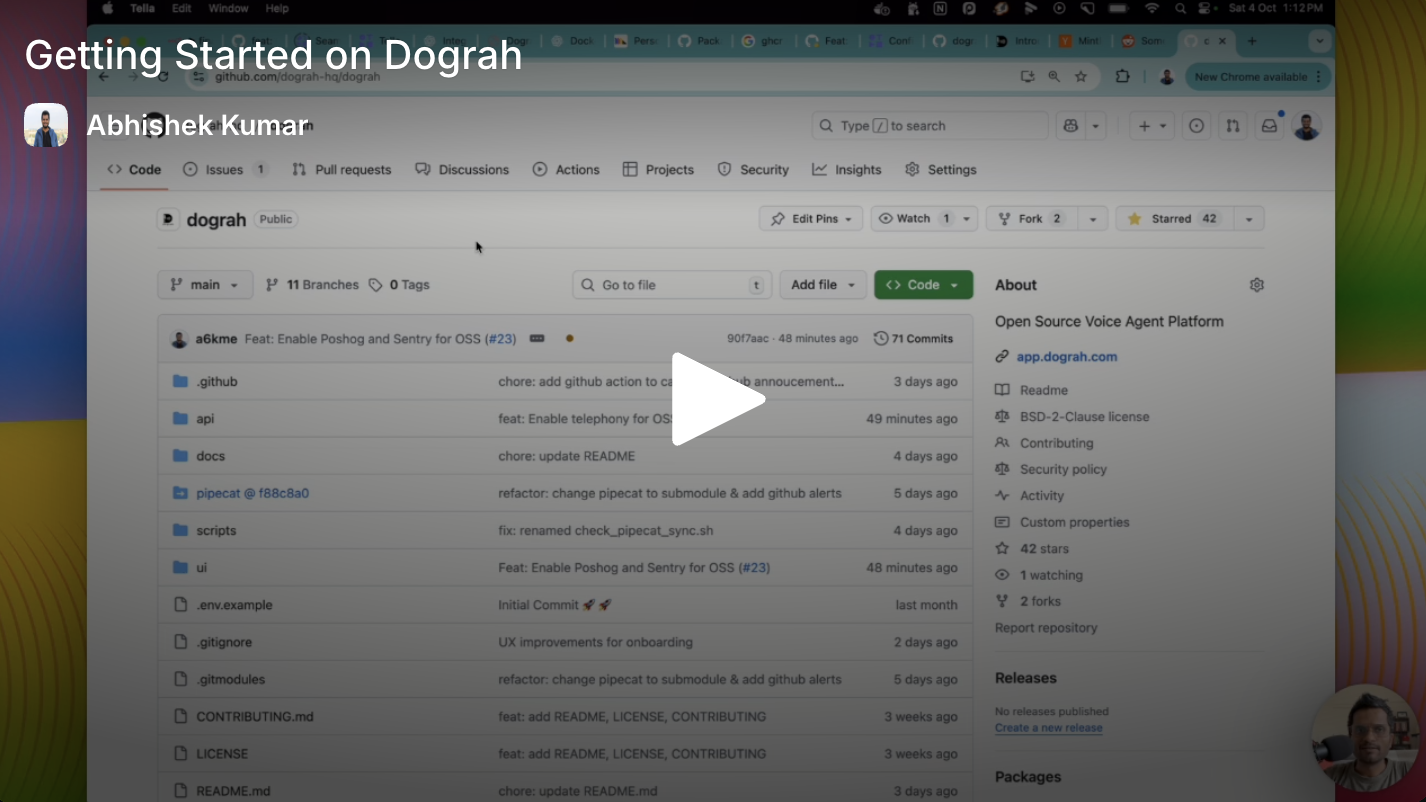 Tella Edit Window Help Sat 4 Oct 1:12 PM
Getting Started on Dograh
github.com/dograh-hq/dograh New Chrome available
Abhishek Kumar
Type / to search
Code Issues 1 Pull requests Discussions Actions Projects Security Insights Settings
dograh Public Edit Pins Watch 1 Fork 2 Starred 42
main 11 Branches 0 Tags Go to file t Add file Code
About
Open Source Voice Agent Platform
app.dograh.com
Readme
BSD-2-Clause license
Contributing
Security policy
Activity
Custom properties
42 stars
1 watching
2 forks
Report repository
Releases
No releases published
Create a new release
Packages
a6kme Feat: Enable Poshog and Sentry for OSS (#23) 90f7aac · 48 minutes ago 71 Commits
.github chore: add github action to annoucement... 3 days ago
api feat: Enable telephony for 49 minutes ago
docs chore: update README 4 days ago
pipecat @ f88c8a0 refactor: change pipecat to submodule & add github alerts 5 days ago
scripts fix: renamed check_pipecat_sync.sh 4 days ago
ui Feat: Enable Poshog and Sentry for OSS (#23) 48 minutes ago
.env.example Initial Commit 🚀🚀 last month
.gitignore UX improvements for onboarding 2 days ago
.gitmodules refactor: change pipecat to submodule & add github alerts 5 days ago
CONTRIBUTING.md feat: add README, LICENSE, CONTRIBUTING 3 weeks ago
LICENSE feat: add README, LICENSE, CONTRIBUTING 3 weeks ago
README.md chore: update README.md 3 days ago